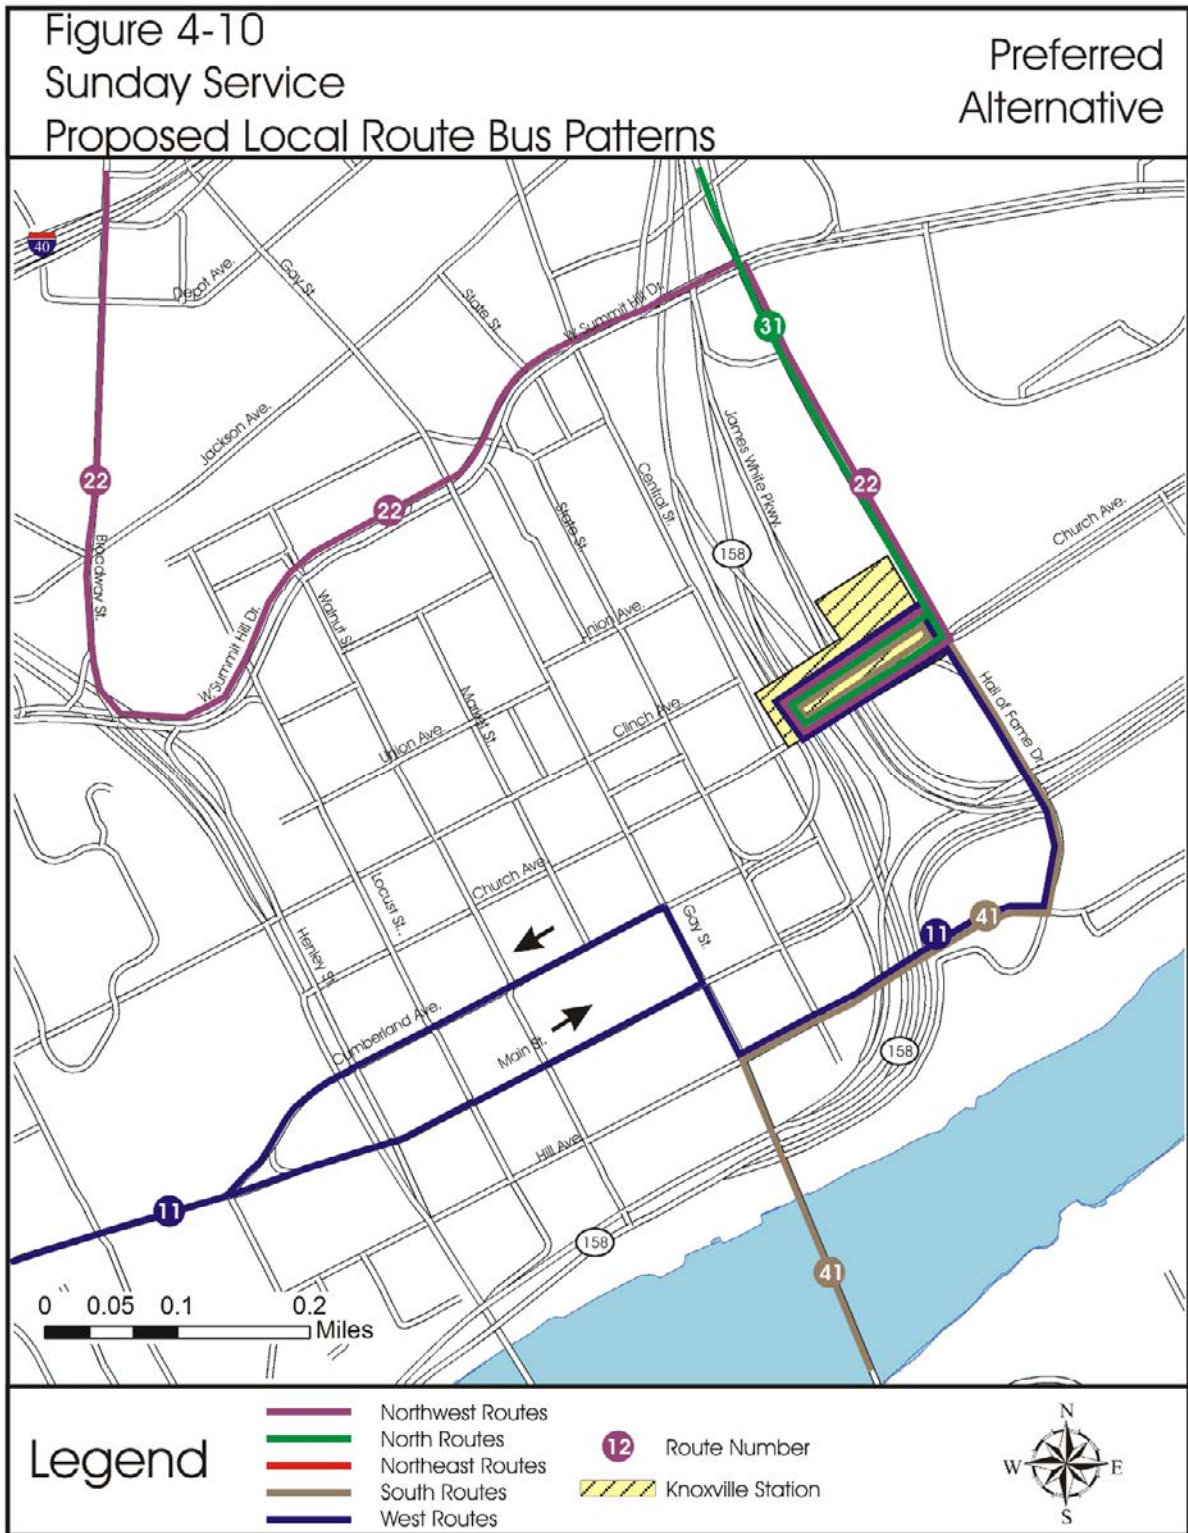 Figure 4-10
Sunday Service
Proposed Local Route Bus Patterns
Preferred
Alternative
40
Depot Ave.
Gay St.
State St.
W. Summit Hill Dr.
31
Jackson Ave.
22
22
James White Pkwy.
Central St.
22
Church Ave.
State St.
158
Broadway St.
Walnut St.
Union Ave.
W. Summit Hill Dr.
Market St.
Clinch Ave.
Hall of Fame Dr.
Union Ave.
Church Ave.
Locust St.
Gay St.
41
11
Henley St.
Cumberland Ave.
Main St.
158
Hill Ave.
11
158
41
0 0.05 0.1 0.2
Miles
Legend
Northwest Routes
North Routes
Northeast Routes
South Routes
West Routes
12 Route Number
Knoxville Station
N
W E
S